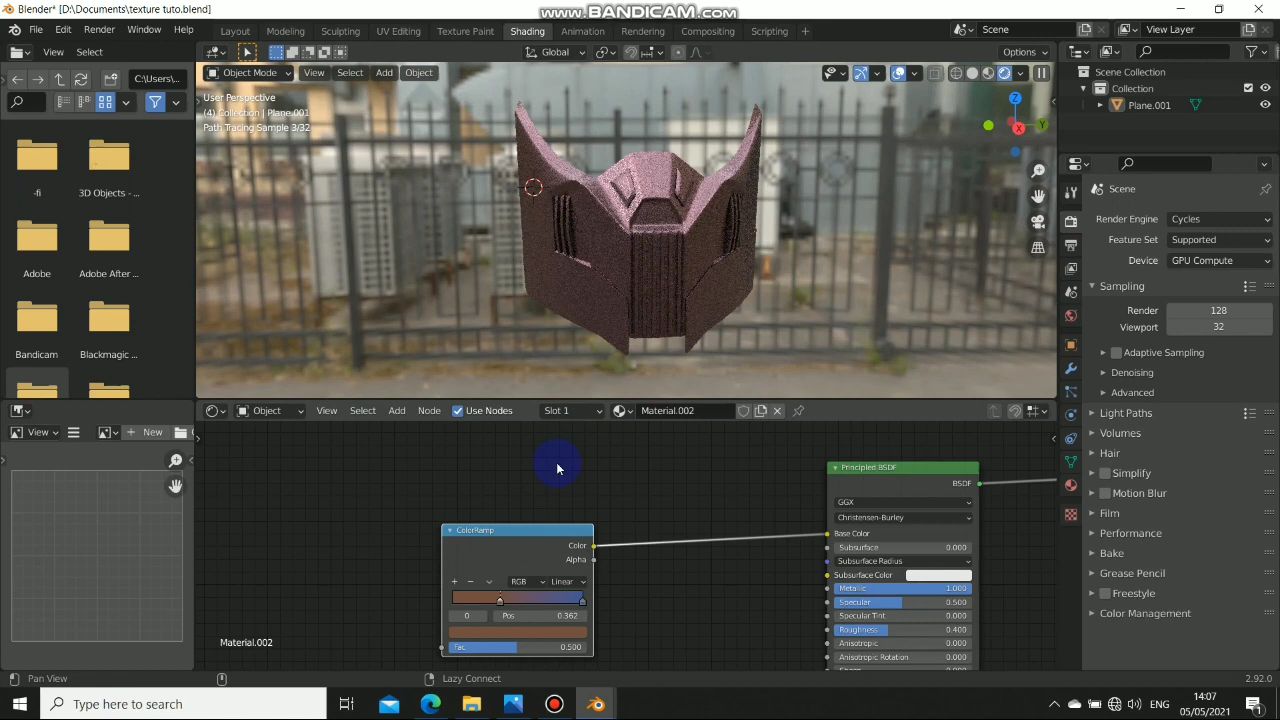 Blender* [D:\Documents\texture tuto.blend]
www.BANDICAM.com
File Edit Render Window Help
Layout Modeling Sculpting UV Editing Texture Paint Shading Animation Rendering Compositing Scripting +
Scene
View Layer
View Select
Global
Options
C:\Users\...
Object Mode View Select Add Object
User Perspective
(4) Collection | Plane.001
Path Tracing Sample 3/32
Z
Y
X
-fi
3D Objects - ...
Adobe
Adobe After ...
Bandicam
Blackmagic ...
Scene Collection
Collection
Plane.001
Scene
Render Engine Cycles
Feature Set Supported
Device GPU Compute
Sampling
Render 128
Viewport 32
Adaptive Sampling
Denoising
Advanced
Light Paths
Volumes
Hair
Simplify
Motion Blur
Film
Performance
Bake
Grease Pencil
Freestyle
Color Management
View
New
Object View Select Add Node Use Nodes Slot 1 Material.002
ColorRamp
Color
Alpha
+ - RGB Linear
0 Pos 0.362
Fac 0.500
Principled BSDF
BSDF
GGX
Christensen-Burley
Base Color
Subsurface 0.000
Subsurface Radius
Subsurface Color
Metallic 1.000
Specular 0.500
Specular Tint 0.000
Roughness 0.400
Anisotropic 0.000
Anisotropic Rotation 0.000
Material.002
Pan View
Lazy Connect
2.92.0
Type here to search
ENG
14:07
05/05/2021